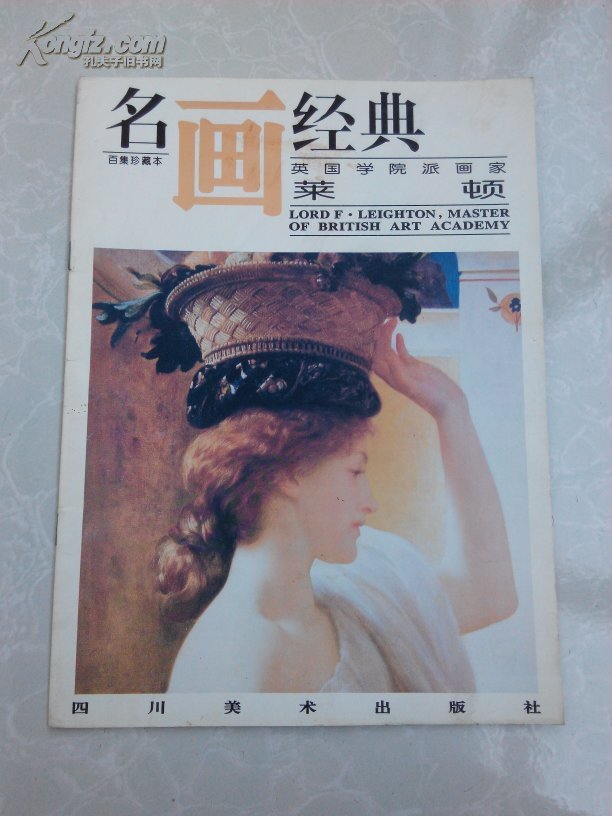 Kongfz.com
孔夫子旧书网
名画经典
百集珍藏本
英国学院派画家
莱顿
LORD F·LEIGHTON, MASTER
OF BRITISH ART ACADEMY
四川美术出版社